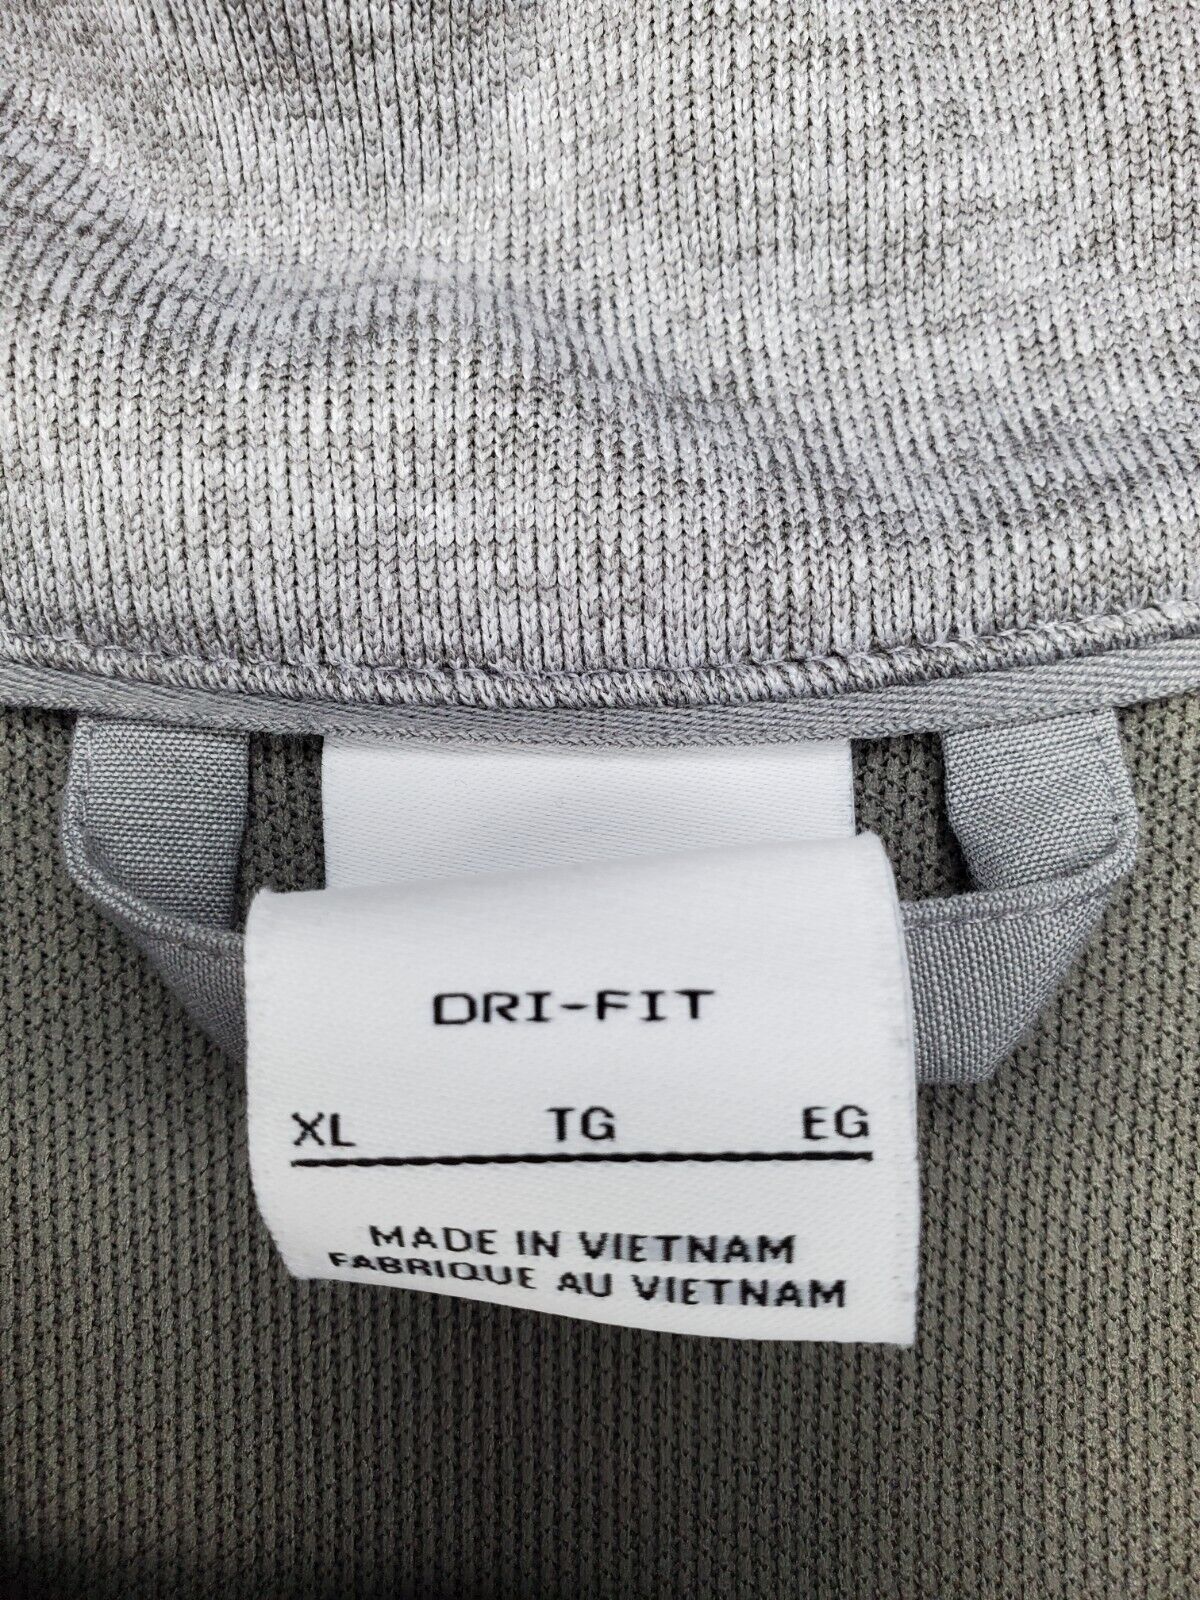 DRI-FIT
XL TG EG
MADE IN VIETNAM
FABRIQUE AU VIETNAM